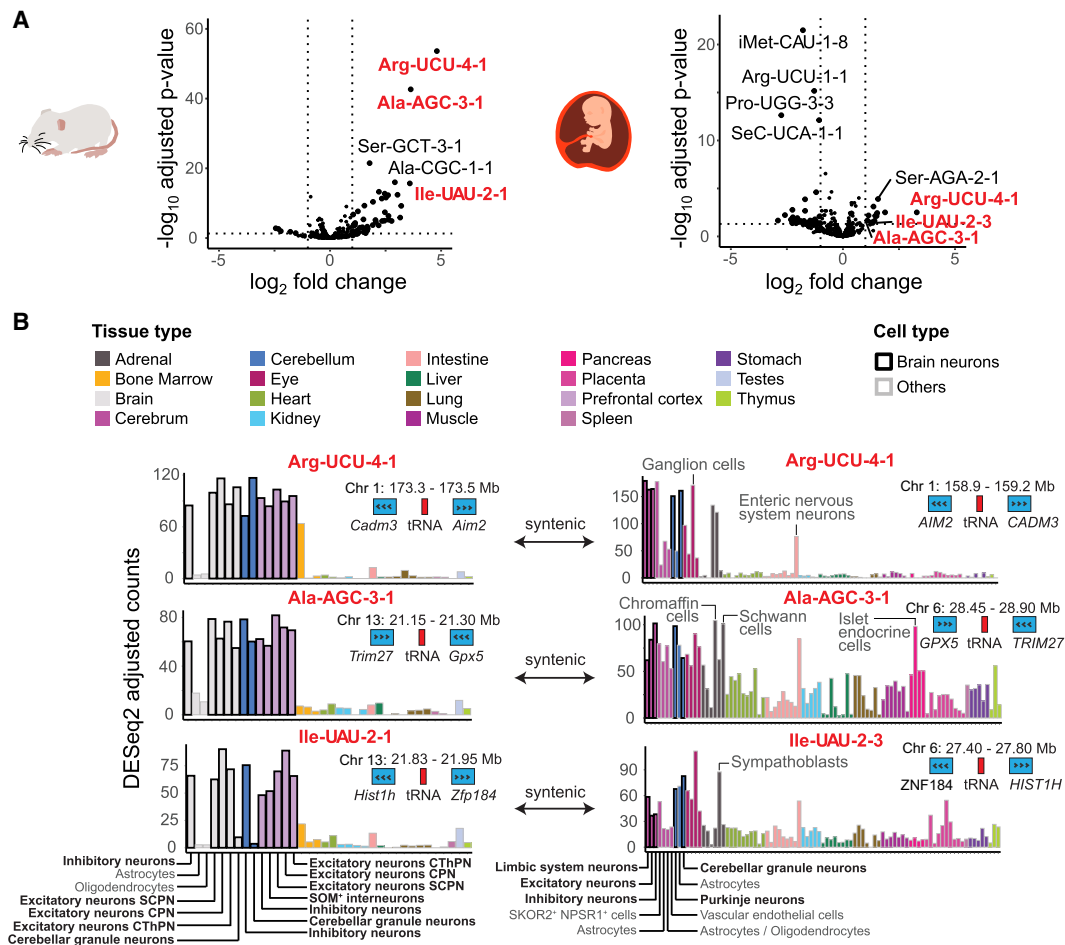 A
60
40
20
0
-5
0
5
-log10 adjusted p-value
log2 fold change
Arg-UCU-4-1
Ala-AGC-3-1
Ser-GCT-3-1
Ala-CGC-1-1
Ile-UAU-2-1
20
10
0
-5
0
5
-log10 adjusted p-value
log2 fold change
iMet-CAU-1-8
Arg-UCU-1-1
Pro-UGG-3-3
SeC-UCA-1-1
Ser-AGA-2-1
Arg-UCU-4-1
Ile-UAU-2-3
Ala-AGC-3-1
B
Tissue type
Adrenal
Bone Marrow
Brain
Cerebrum
Cerebellum
Eye
Heart
Kidney
Intestine
Liver
Lung
Muscle
Pancreas
Placenta
Prefrontal cortex
Spleen
Stomach
Testes
Thymus
Cell type
Brain neurons
Others
DESeq2 adjusted counts
Arg-UCU-4-1
120
60
0
Chr 1: 173.3 - 173.5 Mb
Cadm3 tRNA Aim2
syntenic
Arg-UCU-4-1
150
100
50
0
Ganglion cells
Enteric nervous
system neurons
Chr 1: 158.9 - 159.2 Mb
AIM2 tRNA CADM3
Ala-AGC-3-1
80
40
0
Chr 13: 21.15 - 21.30 Mb
Trim27 tRNA Gpx5
syntenic
Ala-AGC-3-1
100
50
0
Chromaffin
cells
Schwann
cells
Islet
endocrine
cells
Chr 6: 28.45 - 28.90 Mb
GPX5 tRNA TRIM27
Ile-UAU-2-1
75
50
25
0
Chr 13: 21.83 - 21.95 Mb
Hist1h tRNA Zfp184
syntenic
Ile-UAU-2-3
90
60
30
0
Sympathoblasts
Chr 6: 27.40 - 27.80 Mb
ZNF184 tRNA HIST1H
Inhibitory neurons
Astrocytes
Oligodendrocytes
Excitatory neurons SCPN
Excitatory neurons CPN
Excitatory neurons CThPN
Cerebellar granule neurons
Excitatory neurons CThPN
Excitatory neurons CPN
Excitatory neurons SCPN
SOM+ interneurons
Inhibitory neurons
Cerebellar granule neurons
Inhibitory neurons
Limbic system neurons
Excitatory neurons
Inhibitory neurons
SKOR2+ NPSR1+ cells
Astrocytes
Cerebellar granule neurons
Astrocytes
Purkinje neurons
Vascular endothelial cells
Astrocytes / Oligodendrocytes